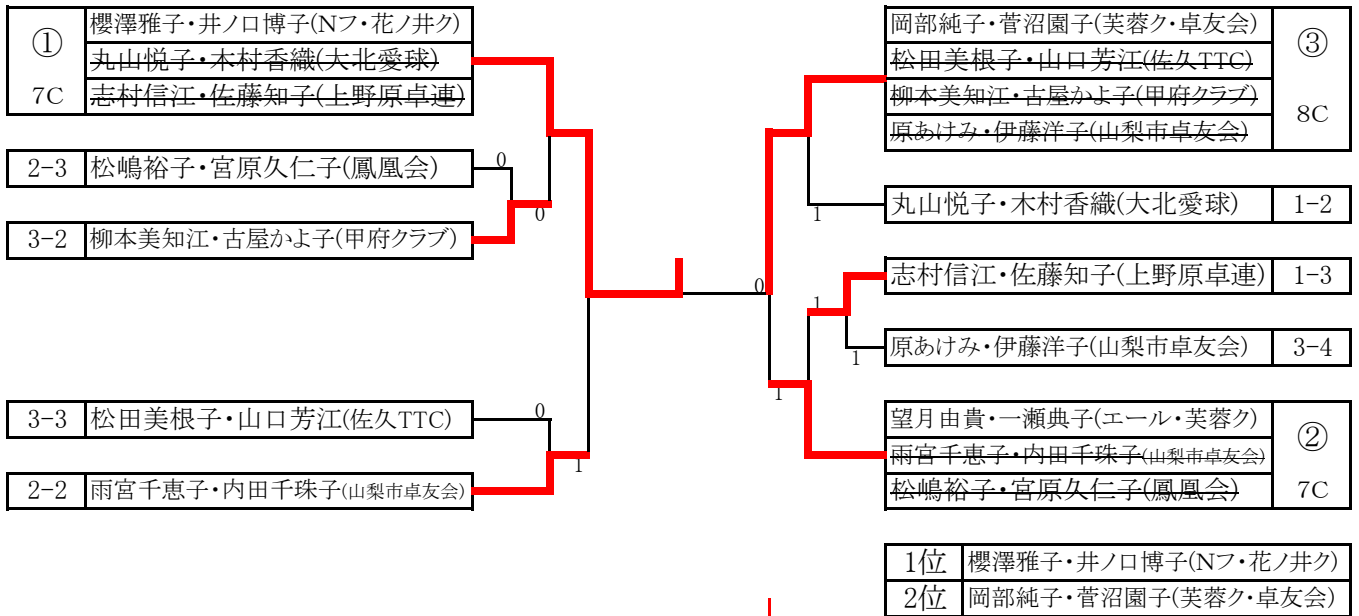 ①
7C
櫻澤雅子・井ノ口博子(Nフ・花ノ井ク)
丸山悦子・木村香織(大北愛球)
志村信江・佐藤知子(上野原卓連)
2-3 松嶋裕子・宮原久仁子(鳳凰会)
0
0
3-2 柳本美知江・古屋かよ子(甲府クラブ)
3-3 松田美根子・山口芳江(佐久TTC)
0
1
2-2 雨宮千恵子・内田千珠子(山梨市卓友会)
0
岡部純子・菅沼園子(芙蓉ク・卓友会)
松田美根子・山口芳江(佐久TTC)
柳本美知江・古屋かよ子(甲府クラブ)
原あけみ・伊藤洋子(山梨市卓友会)
③
8C
1
丸山悦子・木村香織(大北愛球) 1-2
志村信江・佐藤知子(上野原卓連) 1-3
1
1
原あけみ・伊藤洋子(山梨市卓友会) 3-4
1
望月由貴・一瀬典子(エール・芙蓉ク)
雨宮千恵子・内田千珠子(山梨市卓友会)
松嶋裕子・宮原久仁子(鳳凰会)
②
7C
1位 櫻澤雅子・井ノ口博子(Nフ・花ノ井ク)
2位 岡部純子・菅沼園子(芙蓉ク・卓友会)